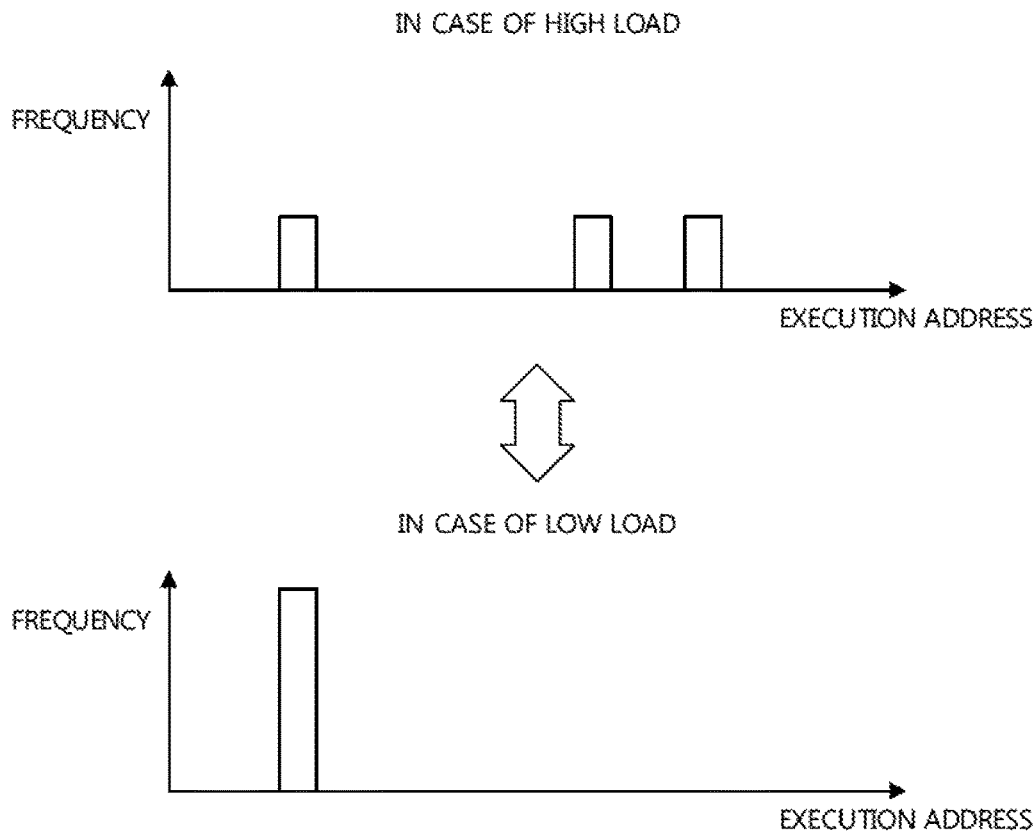 IN CASE OF HIGH LOAD
FREQUENCY
EXECUTION ADDRESS
IN CASE OF LOW LOAD
FREQUENCY
EXECUTION ADDRESS